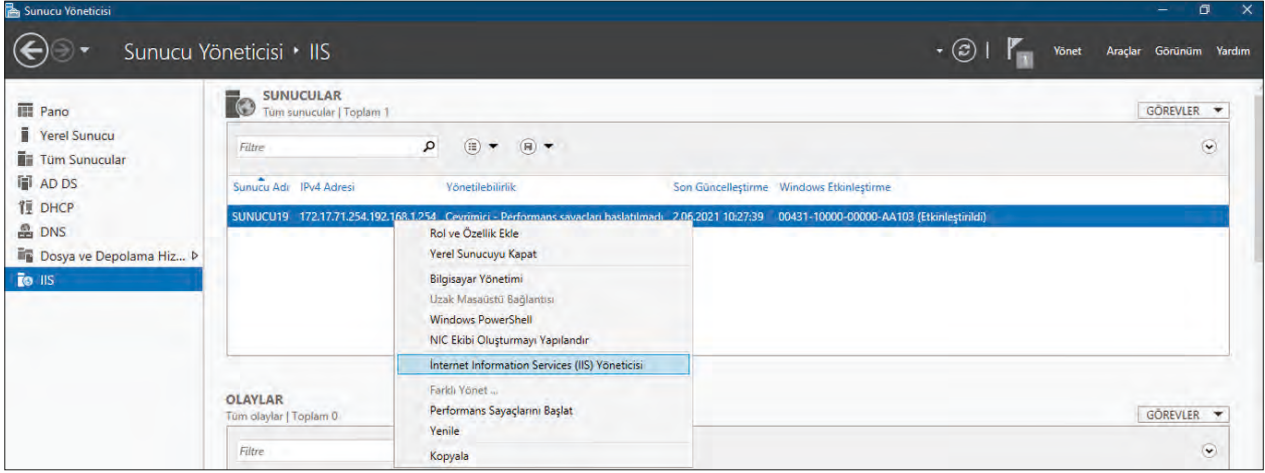 Sunucu Yöneticisi
Sunucu Yöneticisi • IIS
1
Yönet Araçlar Görünüm Yardım
Pano
Yerel Sunucu
Tüm Sunucular
AD DS
DHCP
DNS
Dosya ve Depolama Hiz...
IIS
SUNUCULAR
Tüm sunucular | Toplam 1
GÖREVLER
Filtre
Sunucu Adı IPv4 Adresi Yönetilebilirlik Son Güncelleştirme Windows Etkinleştirme
SUNUCU19 172.17.71.254,192.168.1.254 Çevrimiçi - Performans sayaçları başlatılmadı 2.06.2021 10:27:39 00431-10000-00000-AA103 (Etkinleştirildi)
Rol ve Özellik Ekle
Yerel Sunucuyu Kapat
Bilgisayar Yönetimi
Uzak Masaüstü Bağlantısı
Windows PowerShell
NIC Ekibi Oluşturmayı Yapılandır
İnternet Information Services (IIS) Yöneticisi
Farklı Yönet ...
Performans Sayaçlarını Başlat
Yenile
Kopyala
OLAYLAR
Tüm olaylar | Toplam 0
GÖREVLER
Filtre